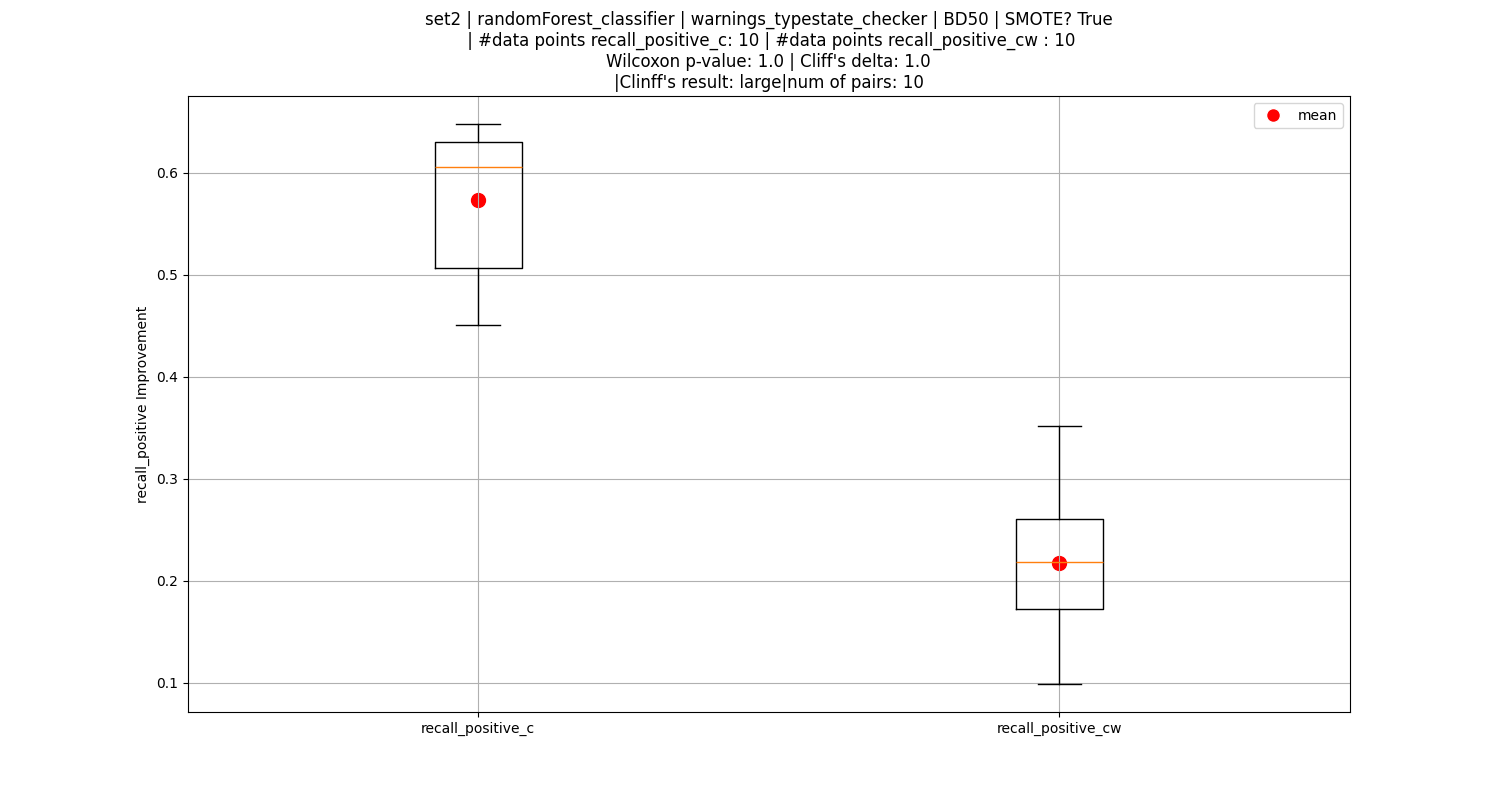 set2 | randomForest_classifier | warnings_typestate_checker | BD50 | SMOTE? True
| #data points recall_positive_c: 10 | #data points recall_positive_cw : 10
Wilcoxon p-value: 1.0 | Cliff's delta: 1.0
|Clinff's result: large|num of pairs: 10
mean
recall_positive Improvement
0.6
0.5
0.4
0.3
0.2
0.1
recall_positive_c
recall_positive_cw